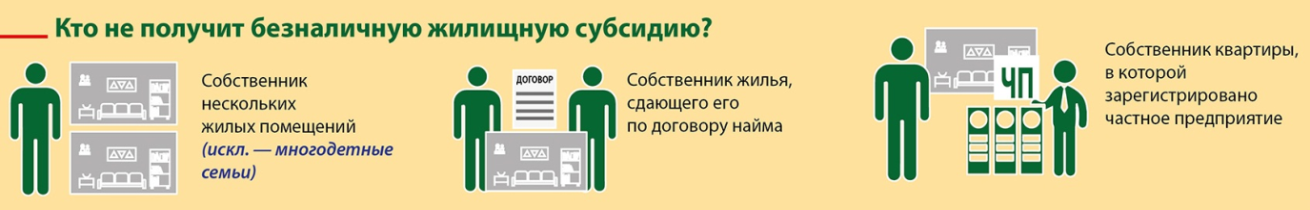 Кто не получит безналичную жилищную субсидию?
Собственник
нескольких
жилых помещений
(искл. — многодетные
семьи)
ДОГОВОР
Собственник жилья,
сдающего его
по договору найма
ЧП
Собственник квартиры,
в которой
зарегистрировано
частное предприятие